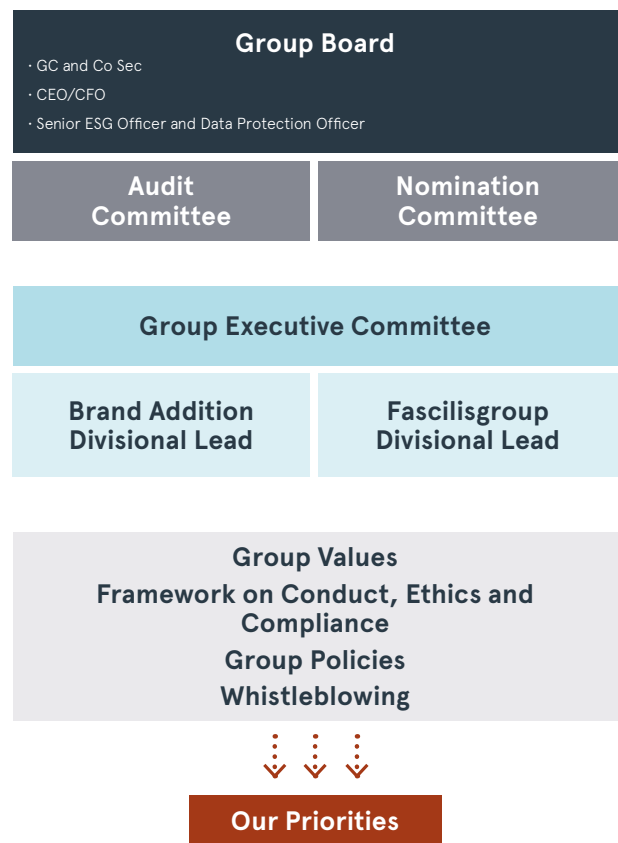 Group Board
· GC and Co Sec
· CEO/CFO
· Senior ESG Officer and Data Protection Officer
Audit
Committee
Nomination
Committee
Group Executive Committee
Brand Addition
Divisional Lead
Fascilisgroup
Divisional Lead
Group Values
Framework on Conduct, Ethics and
Compliance
Group Policies
Whistleblowing
Our Priorities